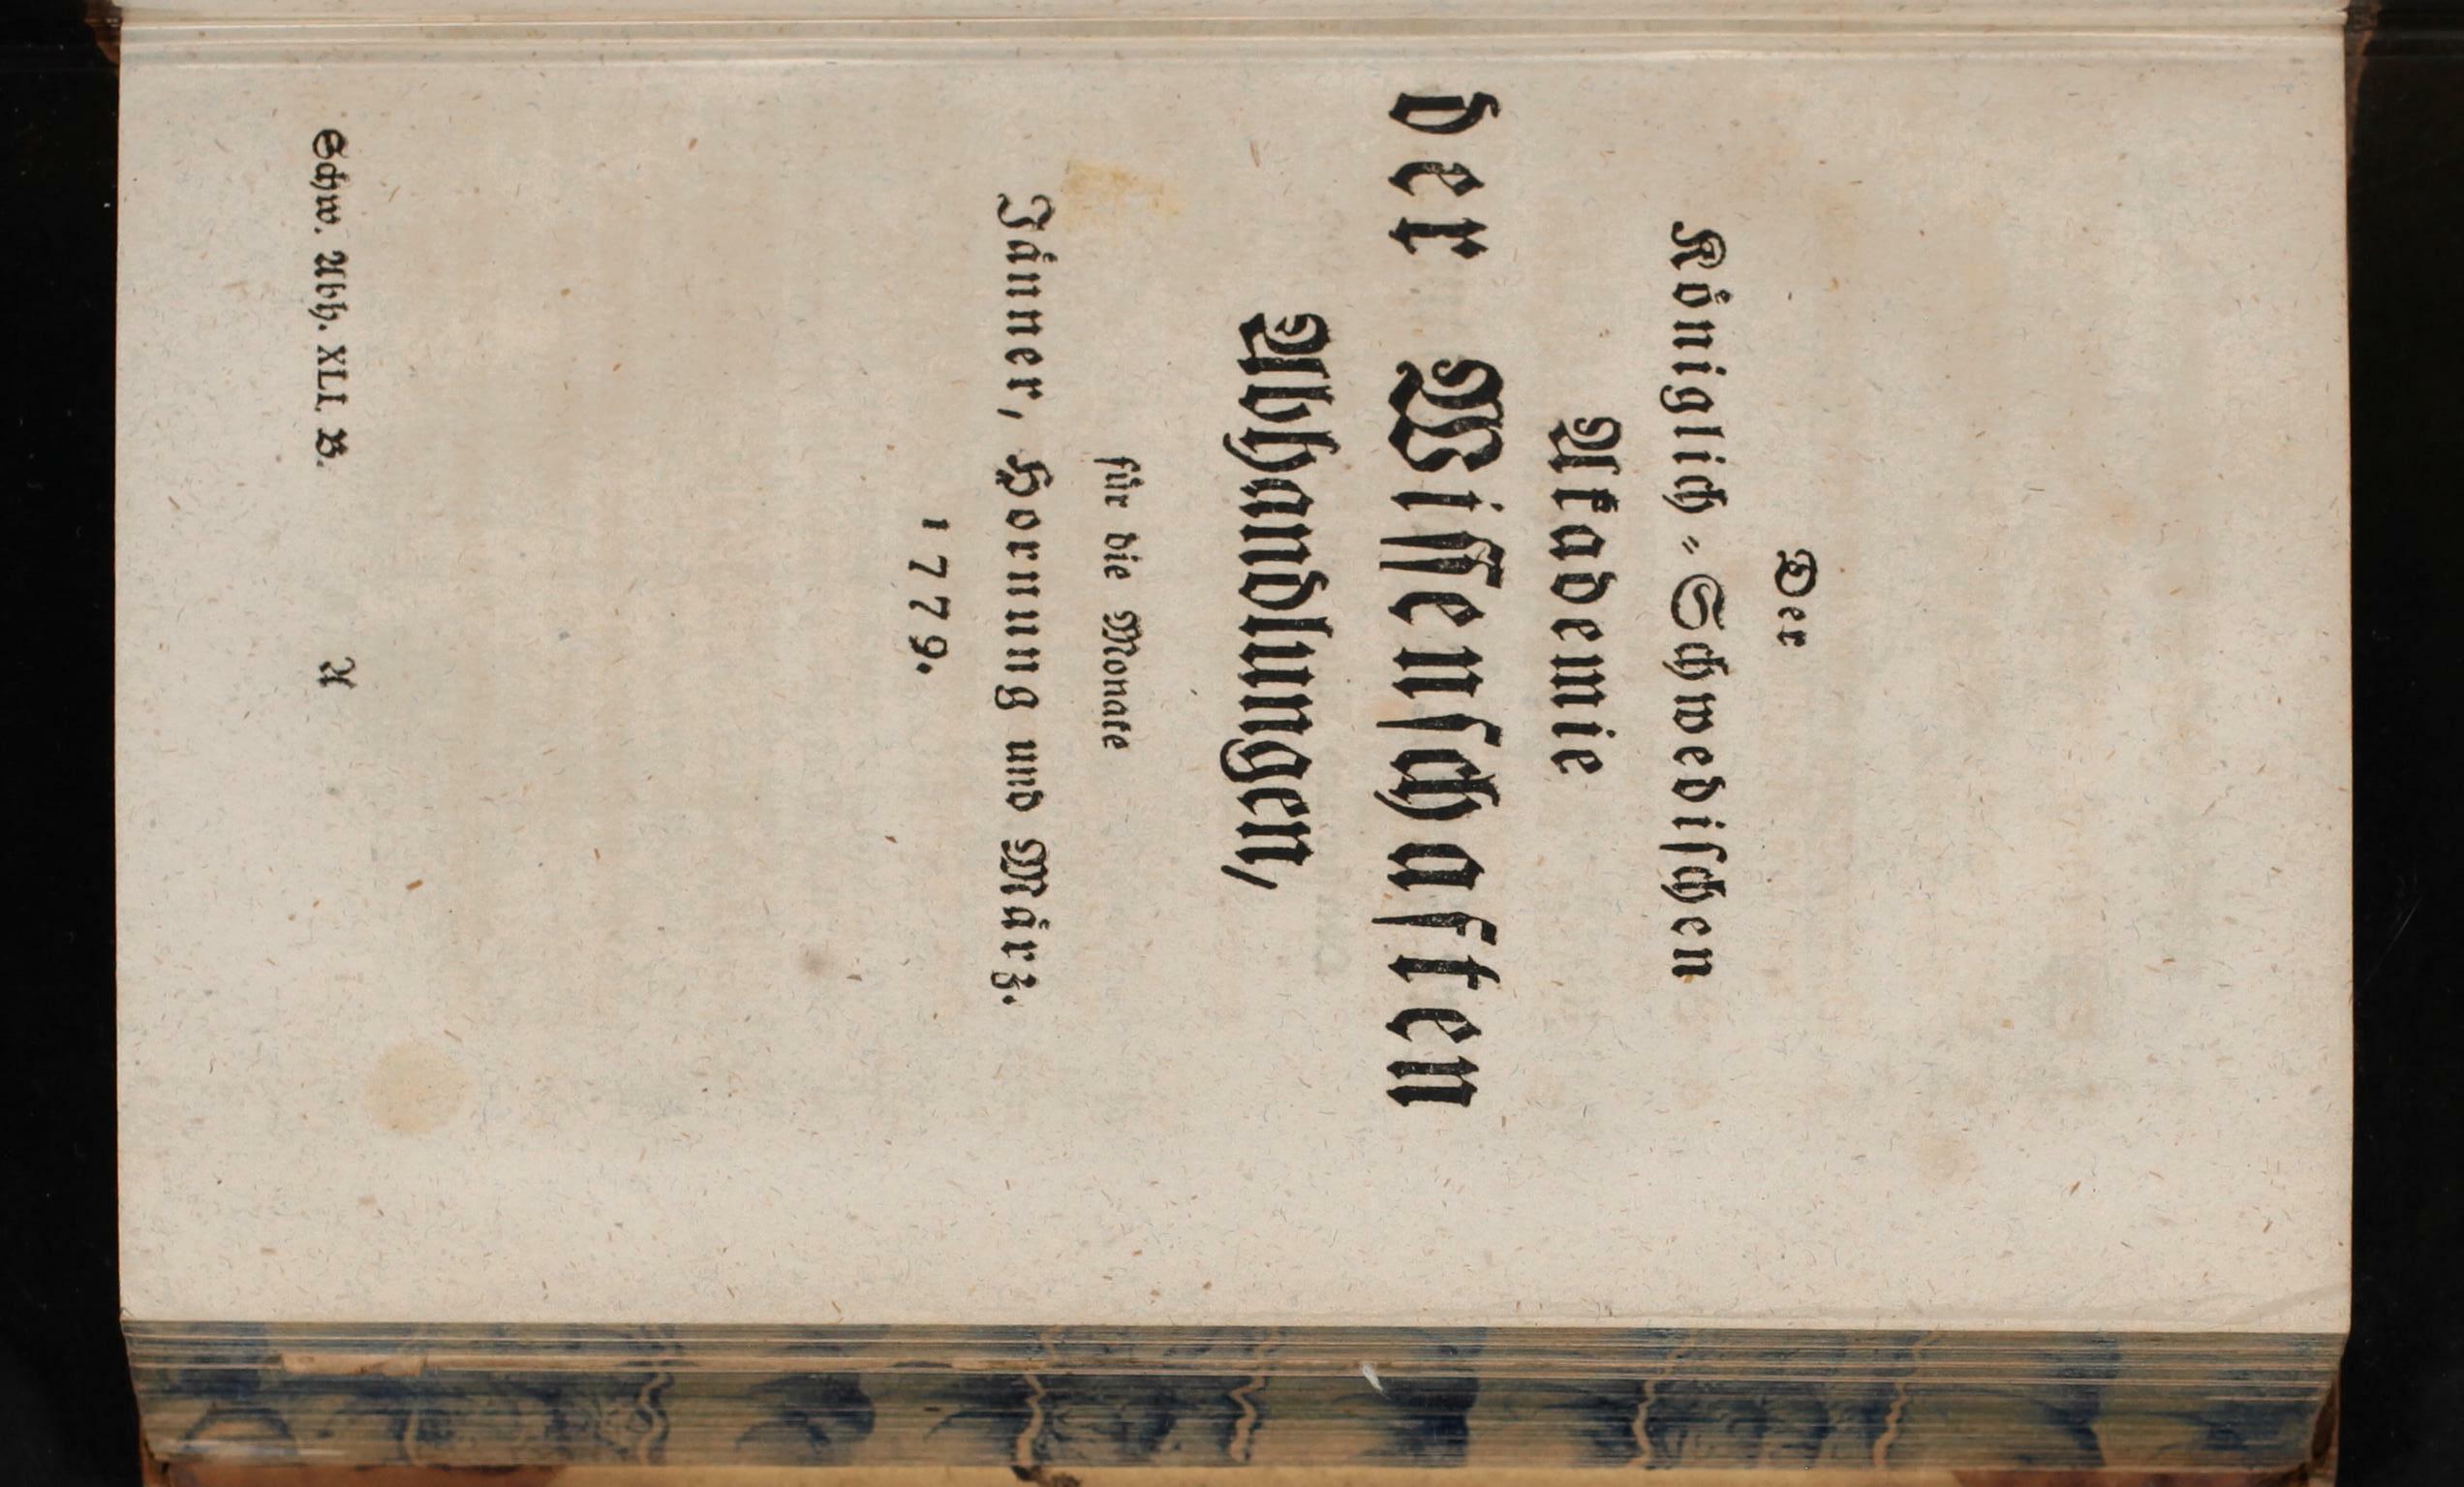 Der
Königlich-Schwedischen
Akademie
der Wissenschaften
Abhandlungen,
für die Monate
Jänner, Hornung und März.
1779.
Schw. Abh. XLI. B. A